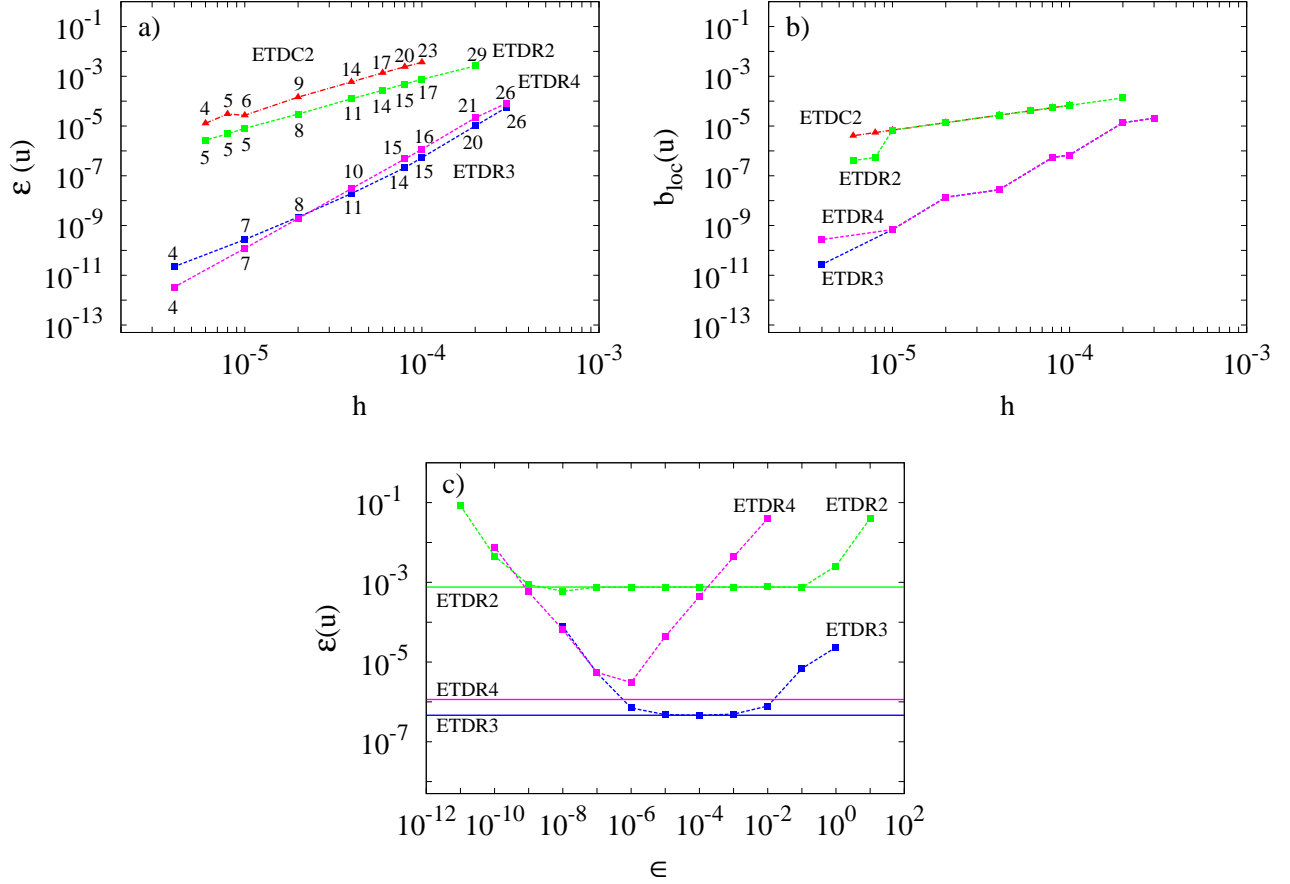 a)
10^-1
10^-3
10^-5
10^-7
10^-9
10^-11
10^-13
ε (u)
ETDC2
ETDR2
ETDR4
ETDR3
4 5 6 9 14 17 20 23
5 5 5 8 11 14 15 17 29
4 7 8 11 14 15 20 26
4 7 10 15 16 21 26
10^-5 10^-4 10^-3
h
b)
10^-1
10^-3
10^-5
10^-7
10^-9
10^-11
10^-13
b_loc(u)
ETDC2
ETDR2
ETDR4
ETDR3
10^-5 10^-4 10^-3
h
c)
10^-1
10^-3
10^-5
10^-7
ε(u)
ETDR4 ETDR2
ETDR2
ETDR3
ETDR4
ETDR3
10^-12 10^-10 10^-8 10^-6 10^-4 10^-2 10^0 10^2
∈